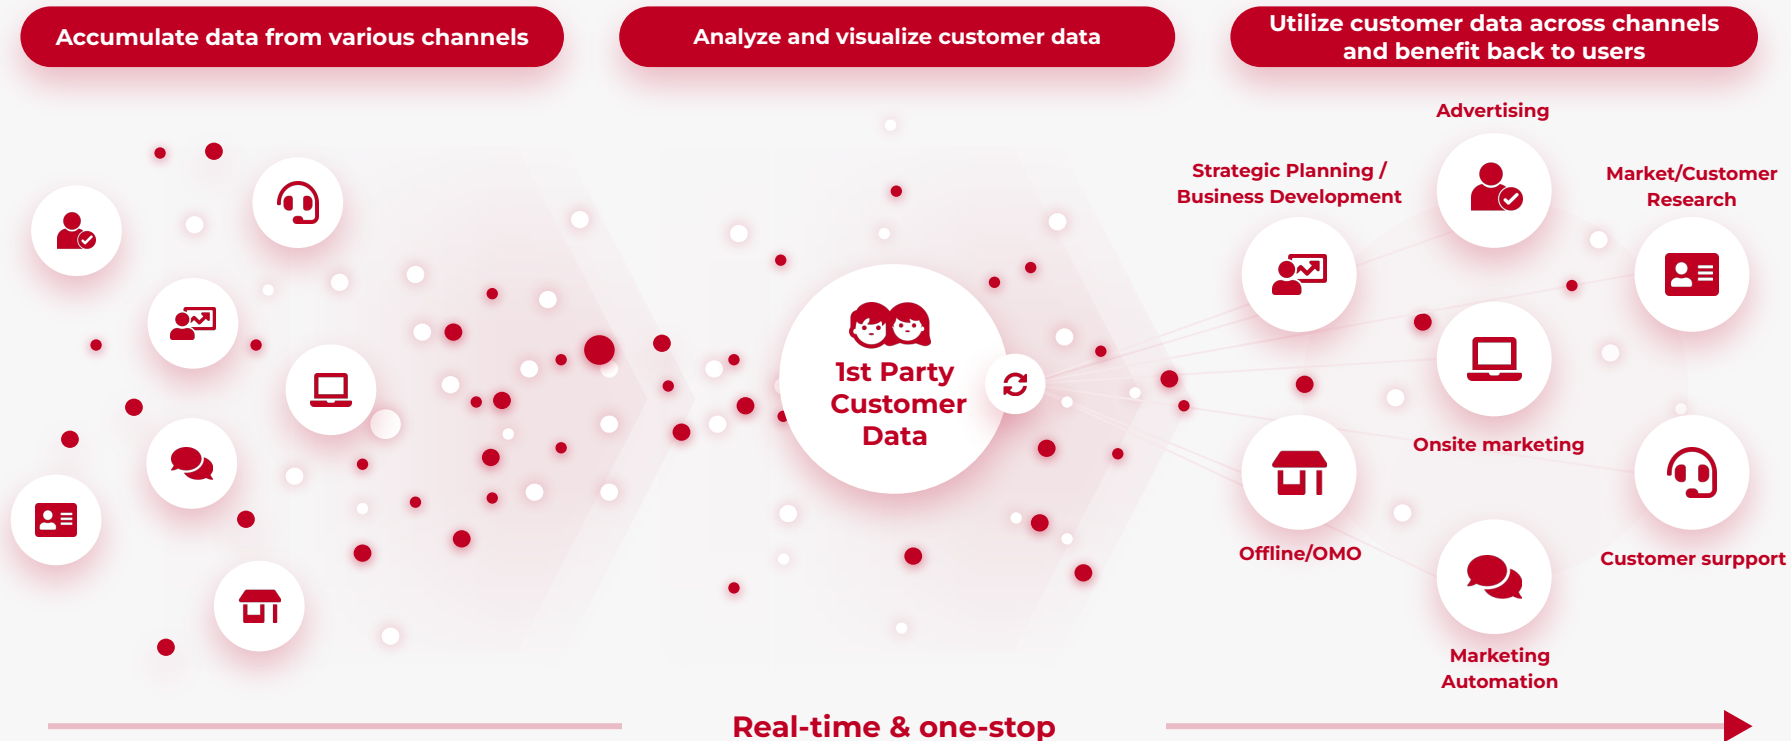 Accumulate data from various channels
Analyze and visualize customer data
Utilize customer data across channels
and benefit back to users
1st Party
Customer
Data
Advertising
Strategic Planning /
Business Development
Market/Customer
Research
Onsite marketing
Offline/OMO
Customer surpport
Marketing
Automation
Real-time & one-stop